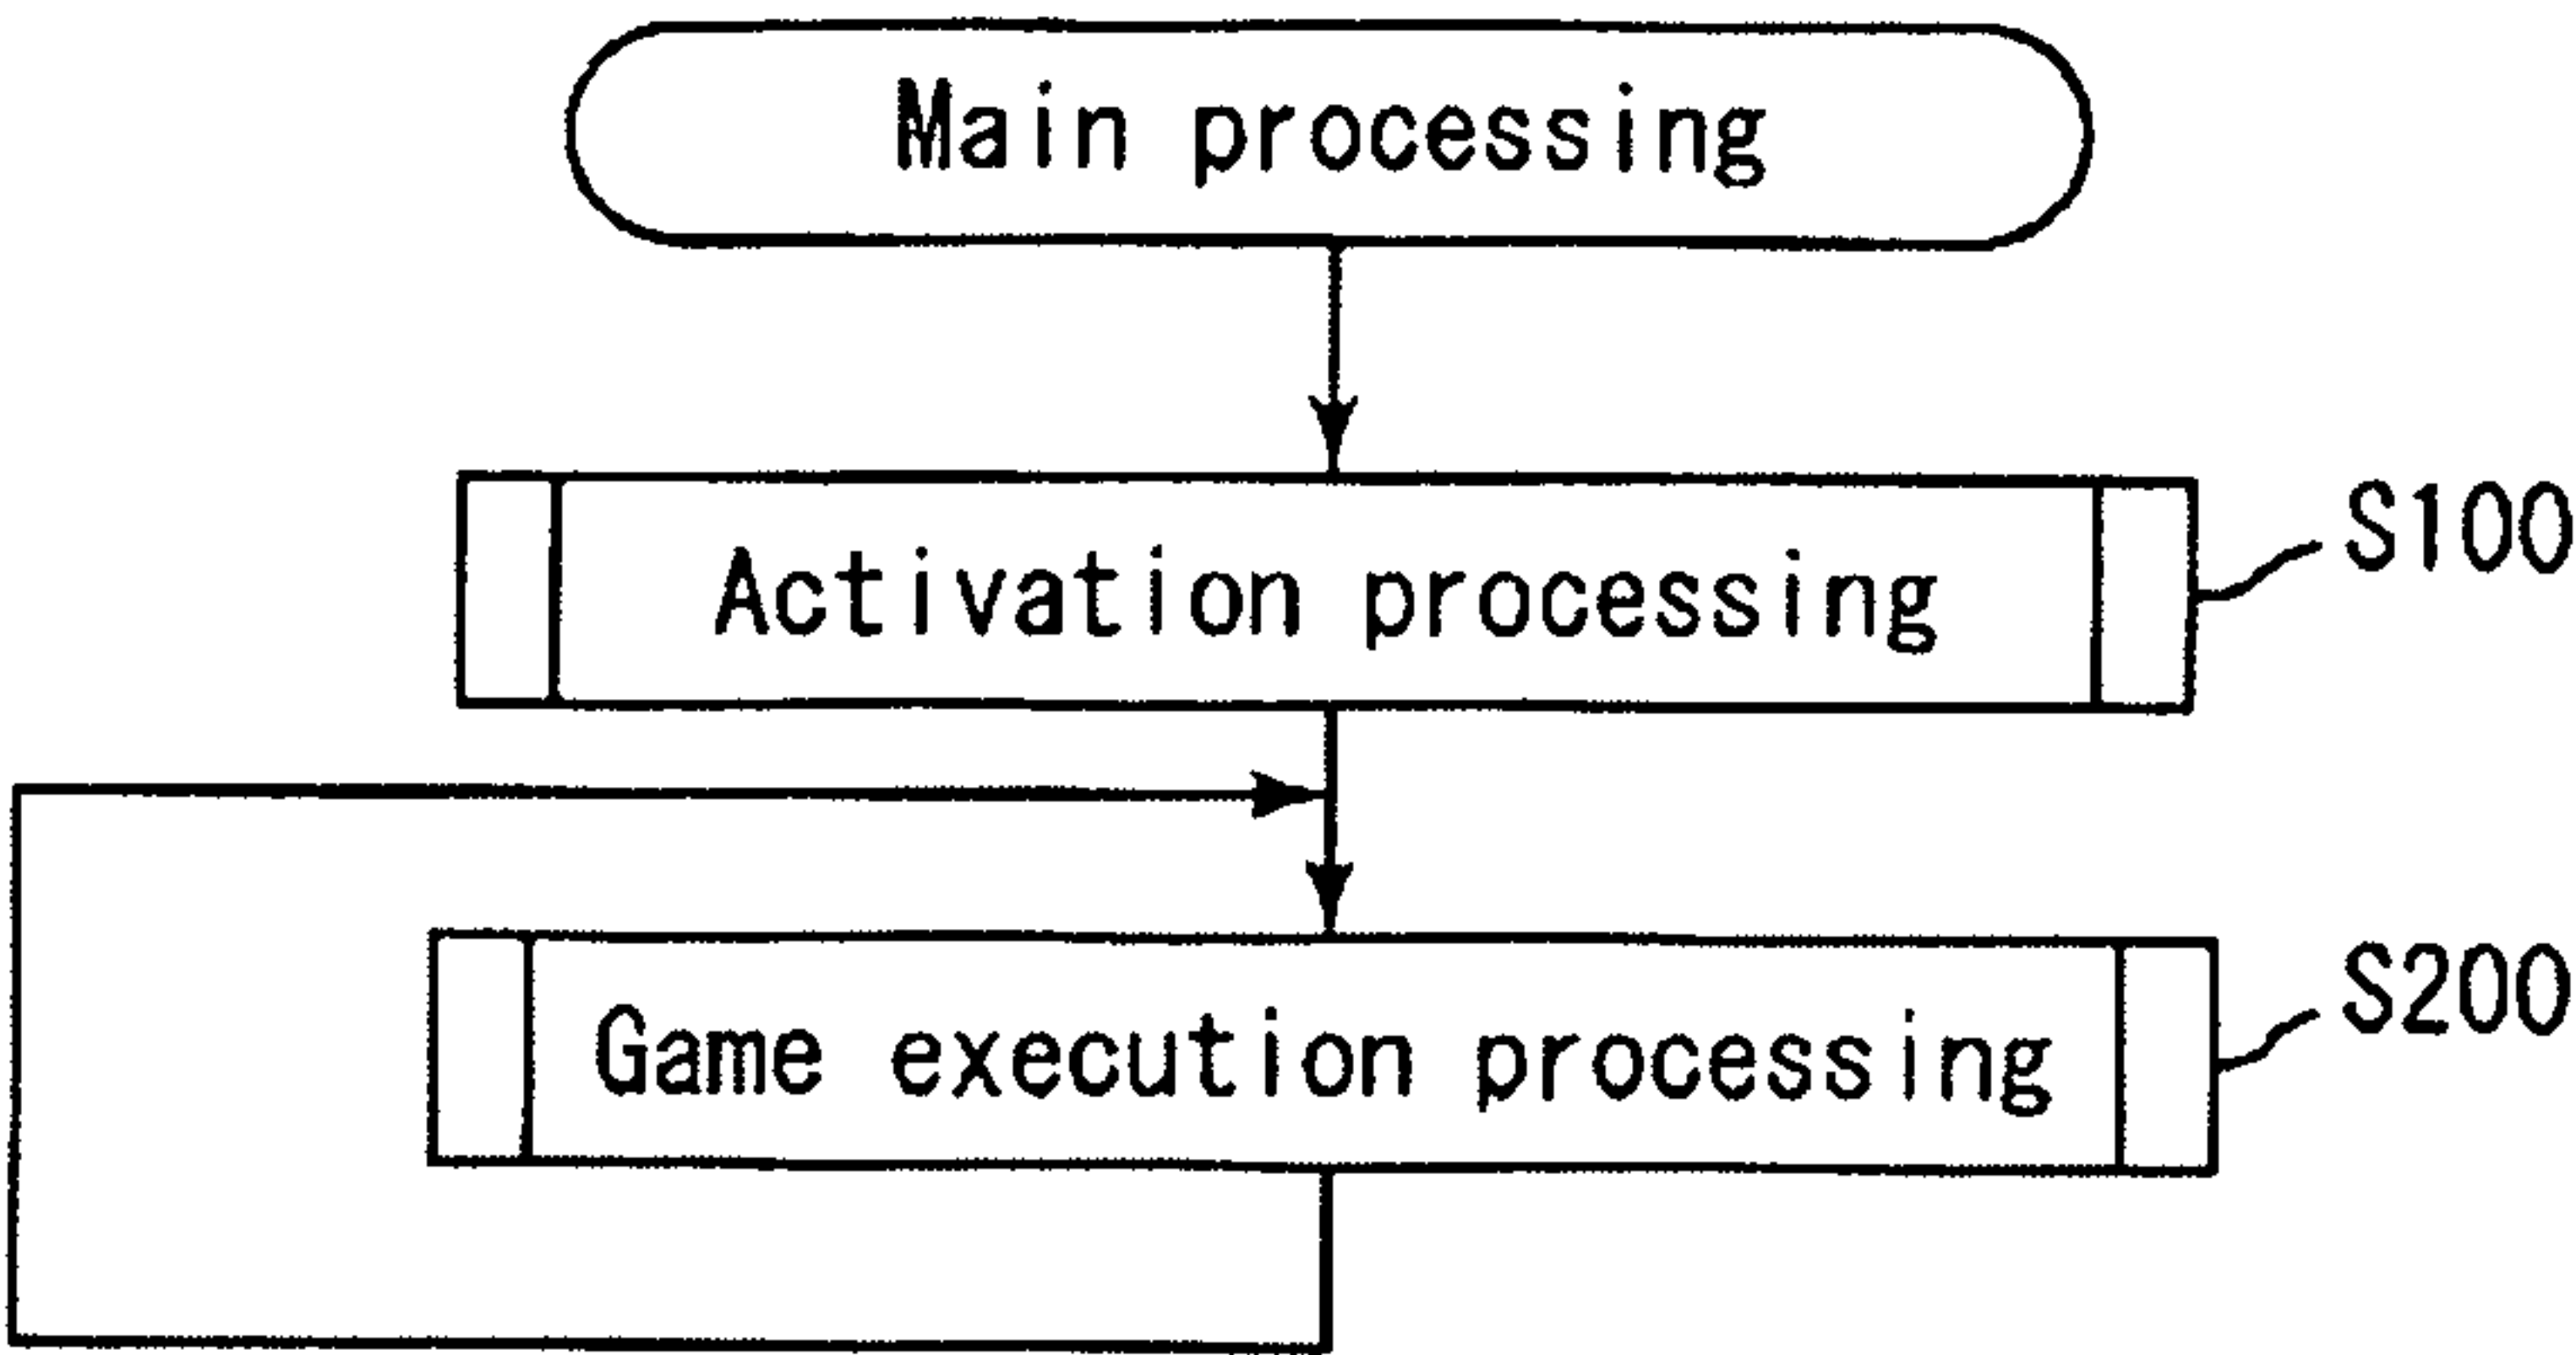 Main processing
Activation processing
S100
Game execution processing
S200